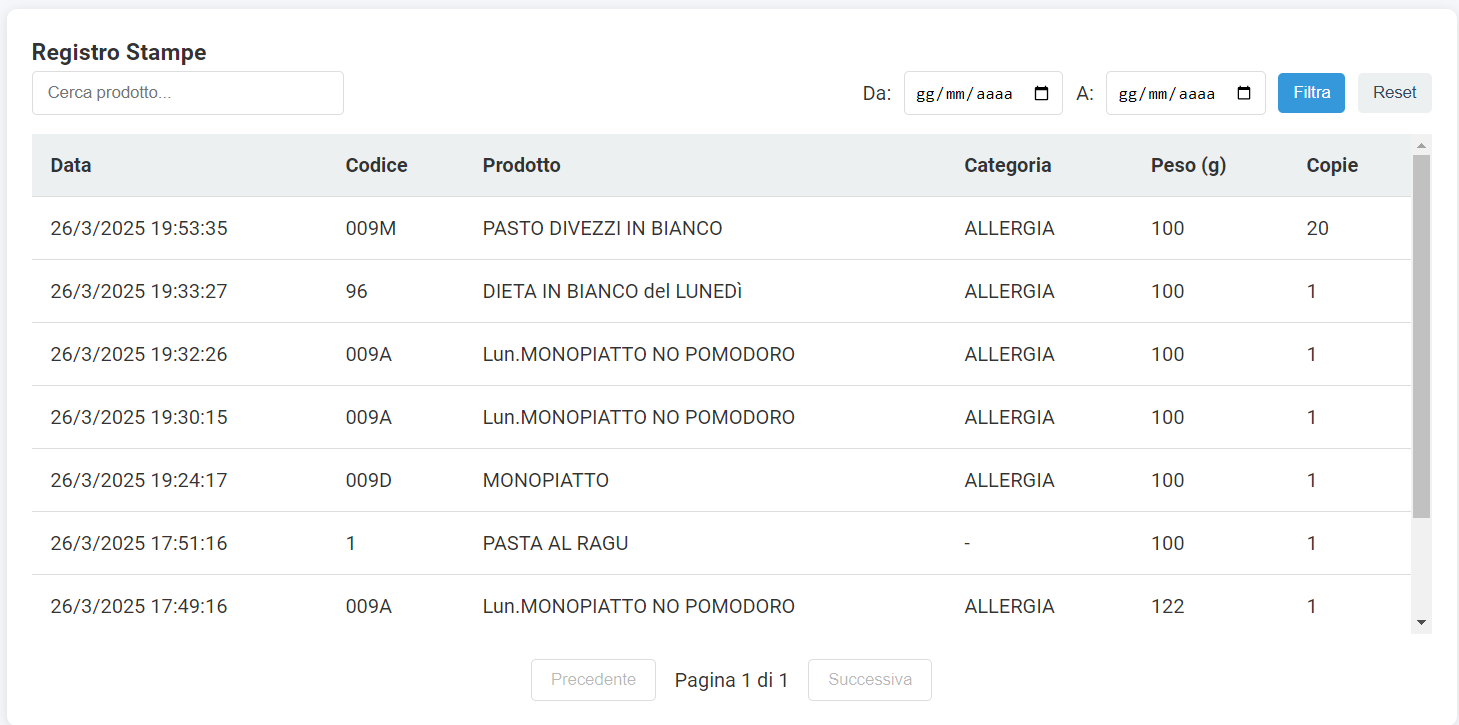 Registro Stampe
Cerca prodotto... Da: gg/mm/aaaa A: gg/mm/aaaa Filtra Reset
Data Codice Prodotto Categoria Peso (g) Copie
26/3/2025 19:53:35 009M PASTO DIVEZZI IN BIANCO ALLERGIA 100 20
26/3/2025 19:33:27 96 DIETA IN BIANCO del LUNEDì ALLERGIA 100 1
26/3/2025 19:32:26 009A Lun.MONOPIATTO NO POMODORO ALLERGIA 100 1
26/3/2025 19:30:15 009A Lun.MONOPIATTO NO POMODORO ALLERGIA 100 1
26/3/2025 19:24:17 009D MONOPIATTO ALLERGIA 100 1
26/3/2025 17:51:16 1 PASTA AL RAGU - 100 1
26/3/2025 17:49:16 009A Lun.MONOPIATTO NO POMODORO ALLERGIA 122 1
Precedente Pagina 1 di 1 Successiva